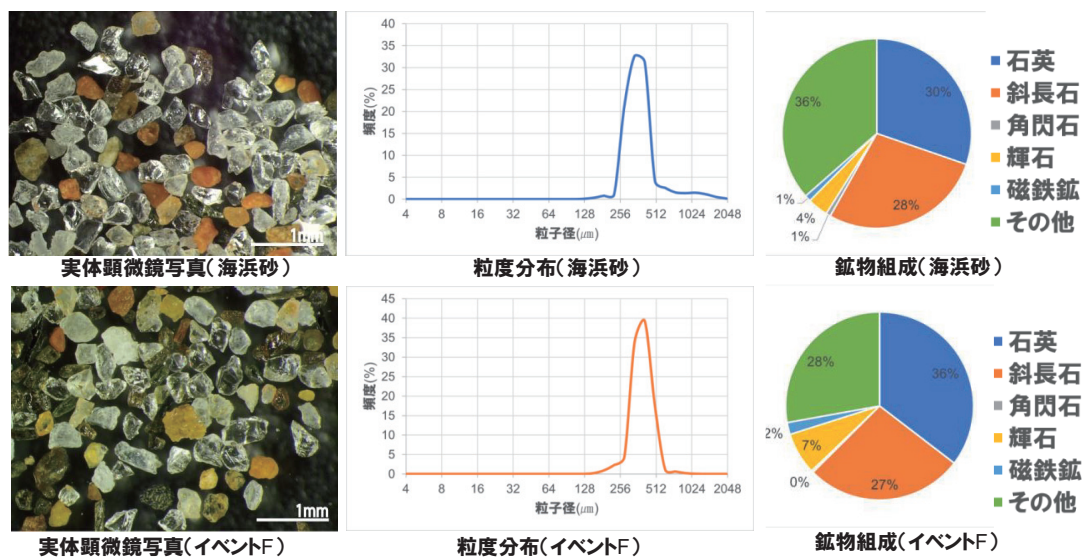 1mm
実体顕微鏡写真(海浜砂)
頻度(%)
40
35
30
25
20
15
10
5
0
4 8 16 32 64 128 256 512 1024 2048
粒子径(μm)
粒度分布(海浜砂)
30%
28%
1%
4%
1%
36%
石英
斜長石
角閃石
輝石
磁鉄鉱
その他
鉱物組成(海浜砂)
1mm
実体顕微鏡写真(イベントF)
頻度(%)
45
40
35
30
25
20
15
10
5
0
4 8 16 32 64 128 256 512 1024 2048
粒子径(μm)
粒度分布(イベントF)
36%
27%
0%
7%
2%
28%
石英
斜長石
角閃石
輝石
磁鉄鉱
その他
鉱物組成(イベントF)